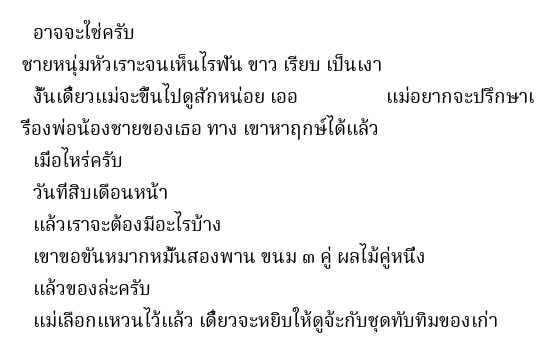 อาจจะใช่ครับ
ชายหนุ่มหัวเราะจนเห็นไรฟัน ขาว เรียบ เป็นเงา
งั้นเดี๋ยวแม่จะขึ้นไปดูสักหน่อย เออ แม่อยากจะปรึกษาเ
รื่องพ่อน้องชายของเธอ ทาง เขาหาฤกษ์ได้แล้ว
เมื่อไหร่ครับ
วันที่สิบเดือนหน้า
แล้วเราจะต้องมีอะไรบ้าง
เขาขอขันหมากหมั้นสองพาน ขนม ๓ คู่ ผลไม้คู่หนึ่ง
แล้วของล่ะครับ
แม่เลือกแหวนไว้แล้ว เดี๋ยวจะหยิบให้ดูจ้ะกับชุดทับทิมของเก่า